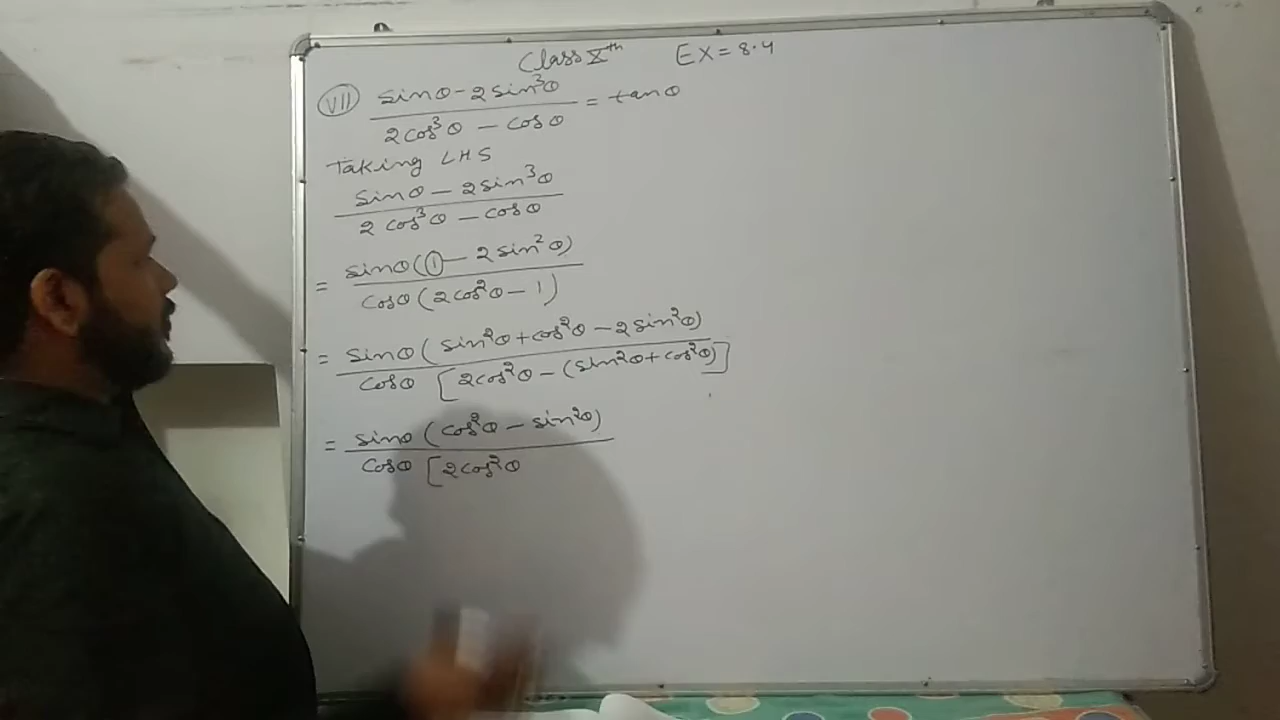 Class Xth EX = 8.4
(VII) sinθ - 2sin³θ / 2cos³θ - cosθ = tanθ
Taking LHS
sinθ - 2sin³θ / 2cos³θ - cosθ
= sinθ(1 - 2sin²θ) / cosθ(2cos²θ - 1)
= sinθ(sin²θ + cos²θ - 2sin²θ) / cosθ[2cos²θ - (sin²θ + cos²θ)]
= sinθ(cos²θ - sin²θ) / cosθ[2cos²θ